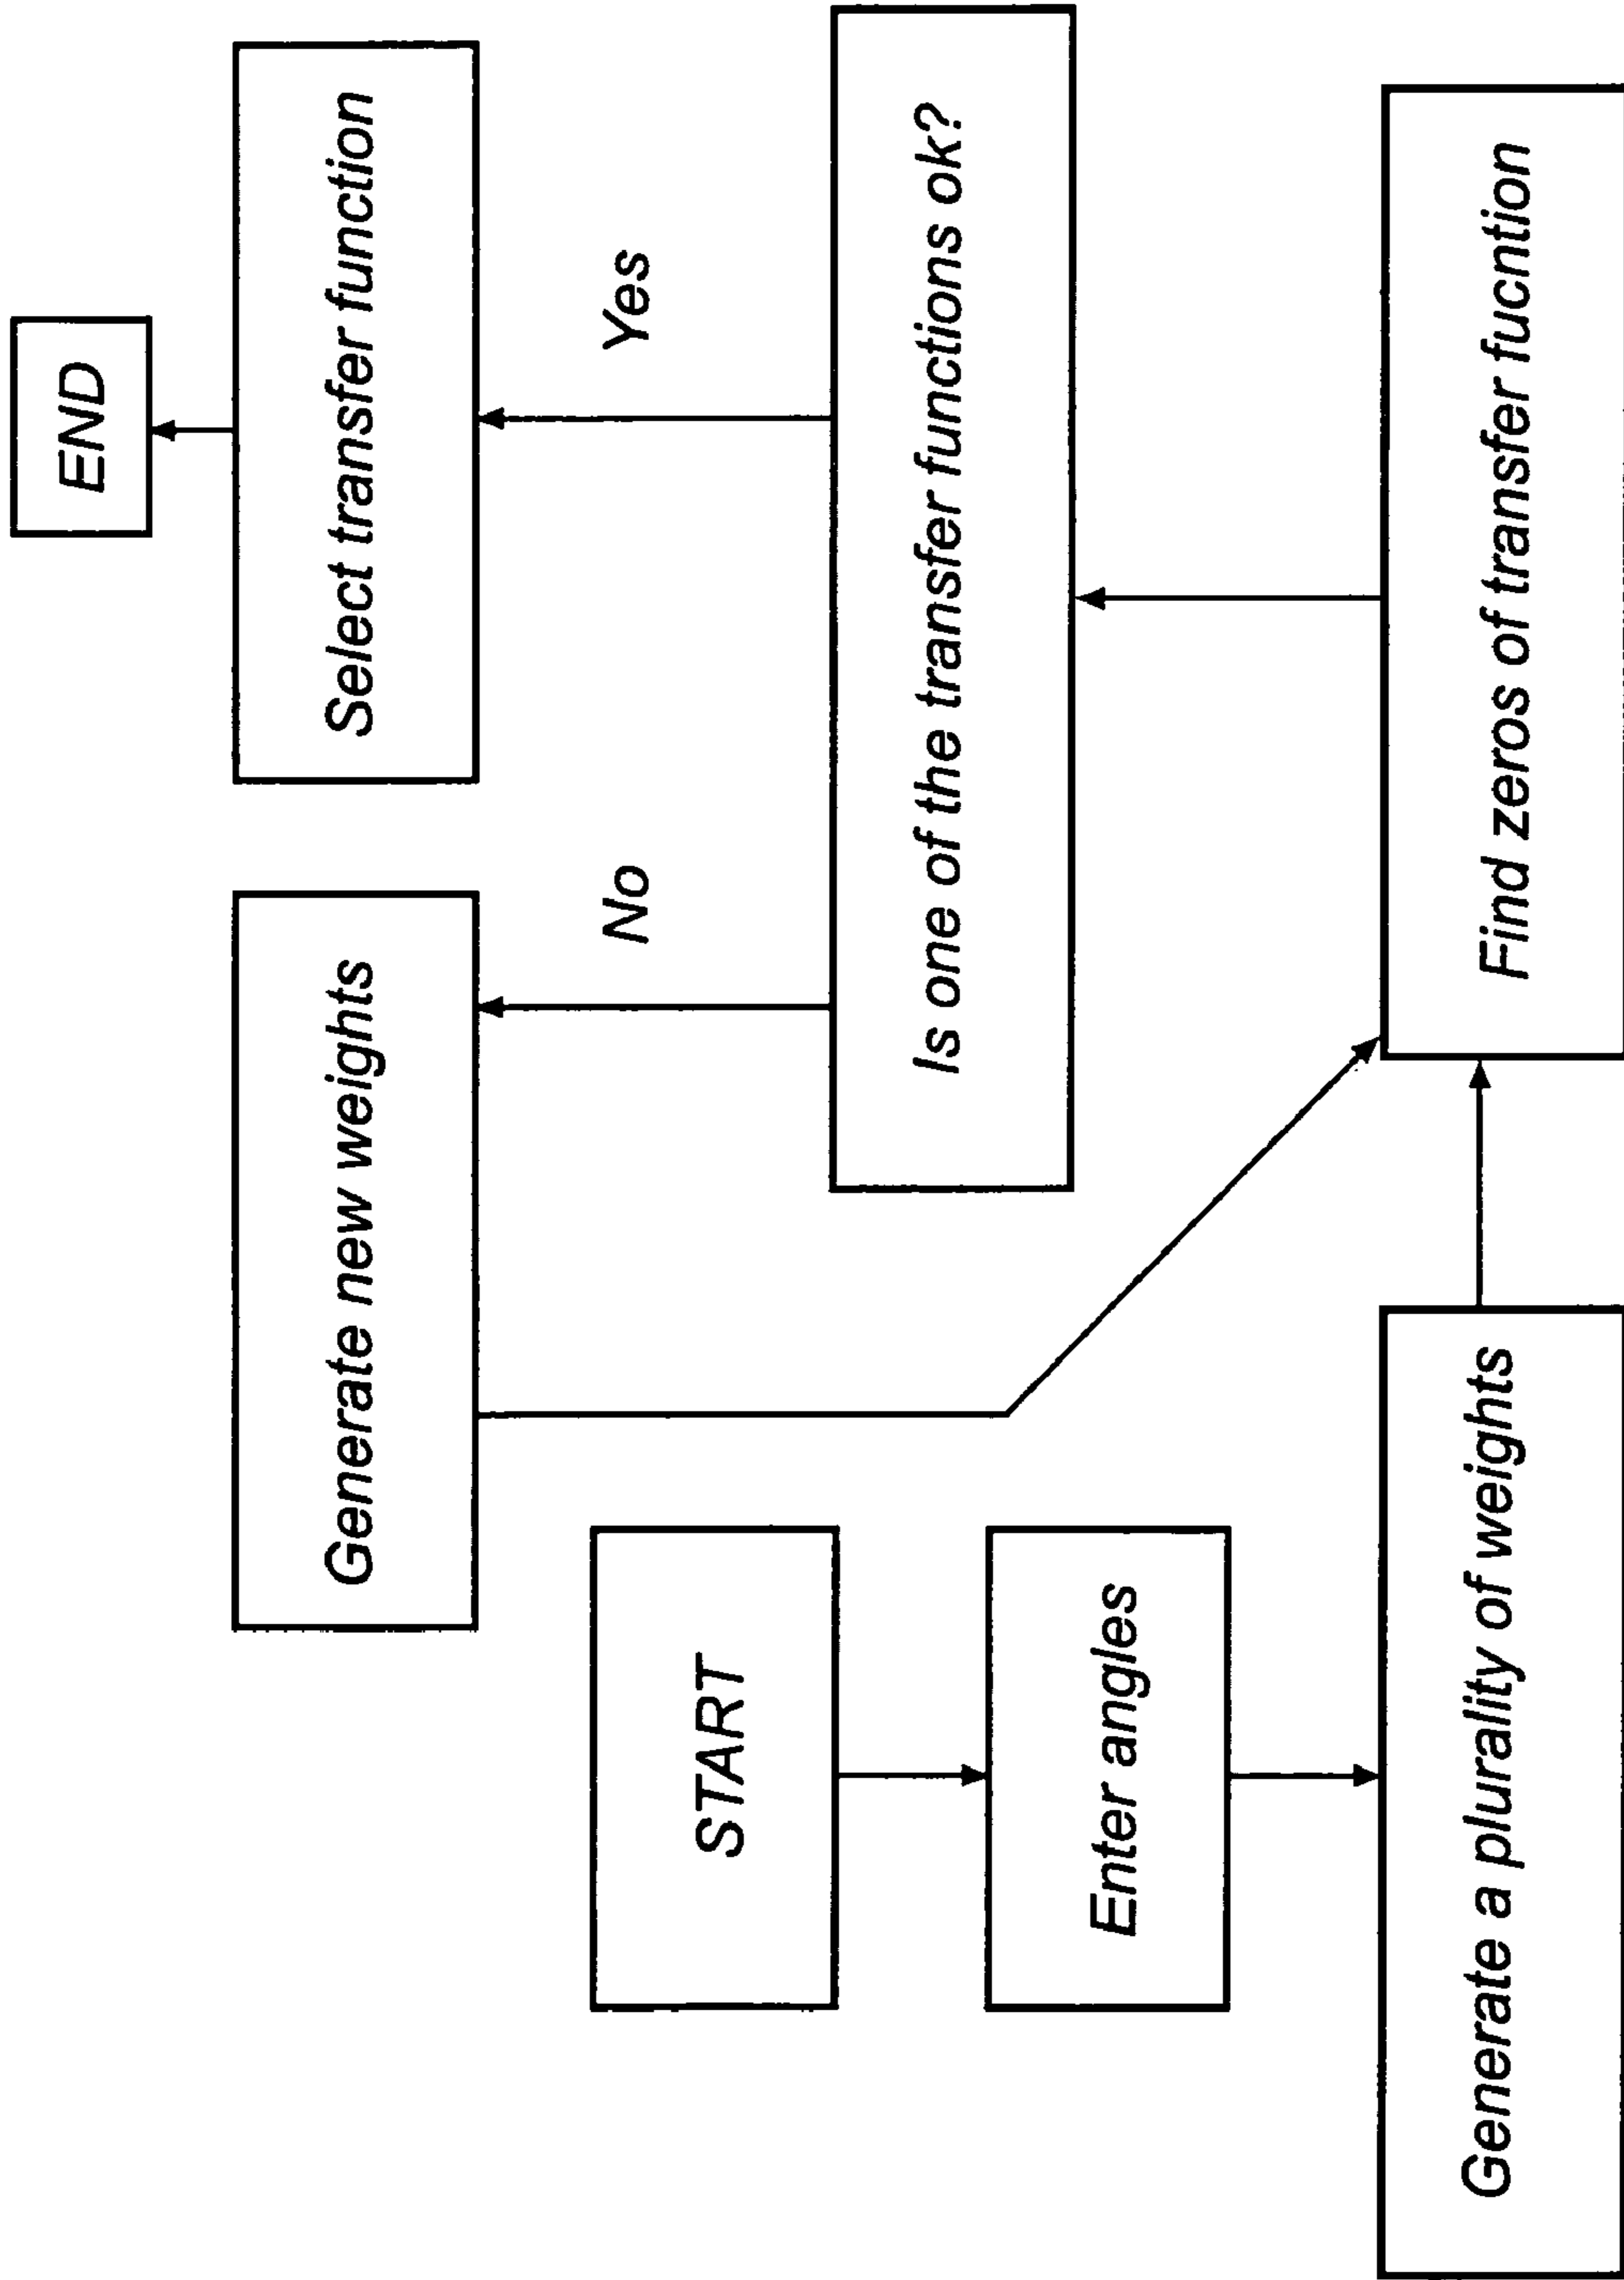 START
Enter angles
Generate a plurality of weights
Find zeros of transfer fucntion
Is one of the transfer functions ok?
No
Yes
Generate new weights
Select transfer function
END